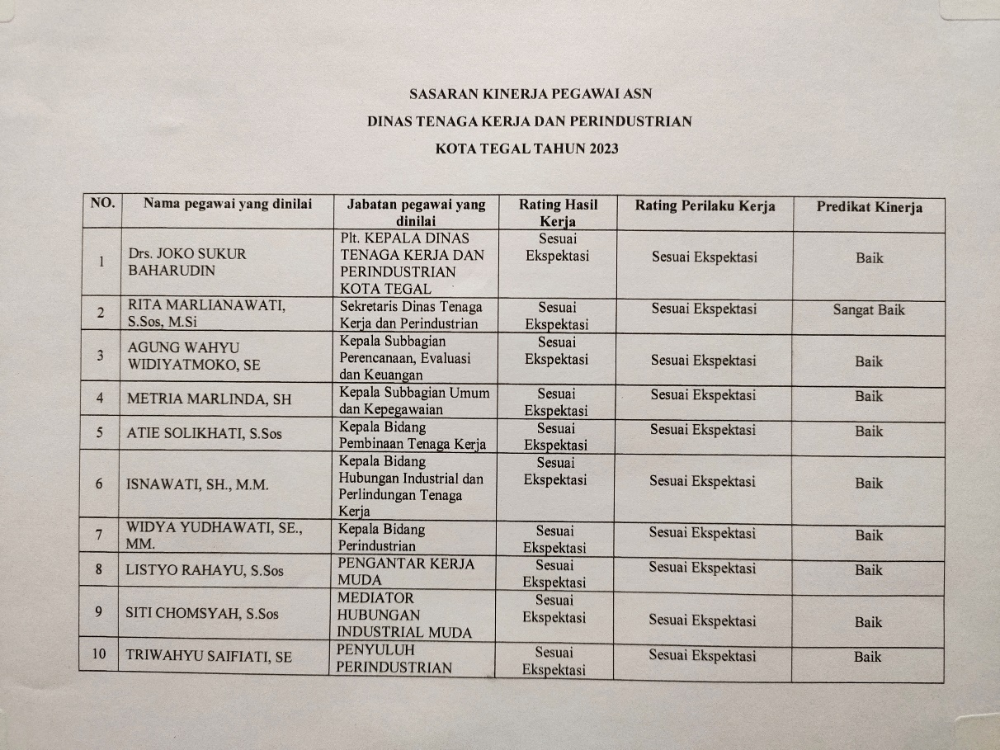 SASARAN KINERJA PEGAWAI ASN
DINAS TENAGA KERJA DAN PERINDUSTRIAN
KOTA TEGAL TAHUN 2023
NO. Nama pegawai yang dinilai Jabatan pegawai yang dinilai Rating Hasil Kerja Rating Perilaku Kerja Predikat Kinerja
1 Drs. JOKO SUKUR BAHARUDIN Plt. KEPALA DINAS TENAGA KERJA DAN PERINDUSTRIAN KOTA TEGAL Sesuai Ekspektasi Sesuai Ekspektasi Baik
2 RITA MARLIANAWATI, S.Sos, M.Si Sekretaris Dinas Tenaga Kerja dan Perindustrian Sesuai Ekspektasi Sesuai Ekspektasi Sangat Baik
3 AGUNG WAHYU WIDIYATMOKO, SE Kepala Subbagian Perencanaan, Evaluasi dan Keuangan Sesuai Ekspektasi Sesuai Ekspektasi Baik
4 METRIA MARLINDA, SH Kepala Subbagian Umum dan Kepegawaian Sesuai Ekspektasi Sesuai Ekspektasi Baik
5 ATIE SOLIKHATI, S.Sos Kepala Bidang Pembinaan Tenaga Kerja Sesuai Ekspektasi Sesuai Ekspektasi Baik
6 ISNAWATI, SH., M.M. Kepala Bidang Hubungan Industrial dan Perlindungan Tenaga Kerja Sesuai Ekspektasi Sesuai Ekspektasi Baik
7 WIDYA YUDHAWATI, SE., MM. Kepala Bidang Perindustrian Sesuai Ekspektasi Sesuai Ekspektasi Baik
8 LISTYO RAHAYU, S.Sos PENGANTAR KERJA MUDA Sesuai Ekspektasi Sesuai Ekspektasi Baik
9 SITI CHOMSYAH, S.Sos MEDIATOR HUBUNGAN INDUSTRIAL MUDA Sesuai Ekspektasi Sesuai Ekspektasi Baik
10 TRIWAHYU SAIFIATI, SE PENYULUH PERINDUSTRIAN Sesuai Ekspektasi Sesuai Ekspektasi Baik